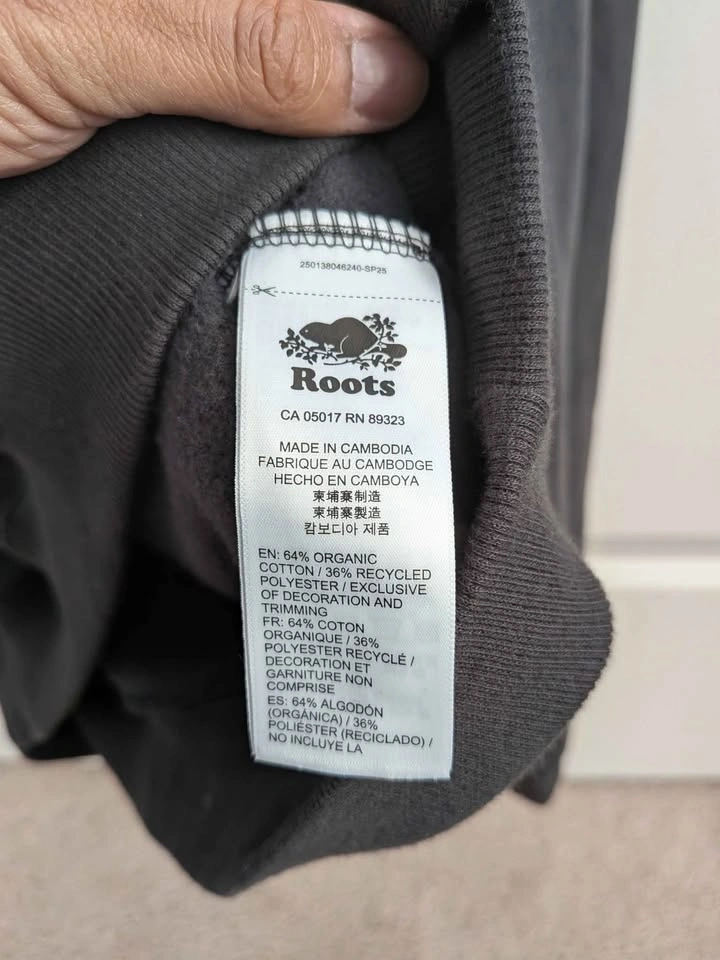 250138046240-SP25
Roots
CA 05017 RN 89323
MADE IN CAMBODIA
FABRIQUE AU CAMBODGE
HECHO EN CAMBOYA
柬埔寨制造
柬埔寨製造
캄보디아 제품
EN: 64% ORGANIC
COTTON / 36% RECYCLED
POLYESTER / EXCLUSIVE
OF DECORATION AND
TRIMMING
FR: 64% COTON
ORGANIQUE / 36%
POLYESTER RECYCLÉ /
DECORATION ET
GARNITURE NON
COMPRISE
ES: 64% ALGODÓN
(ORGÁNICA) / 36%
POLIÉSTER (RECICLADO) /
NO INCLUYE LA